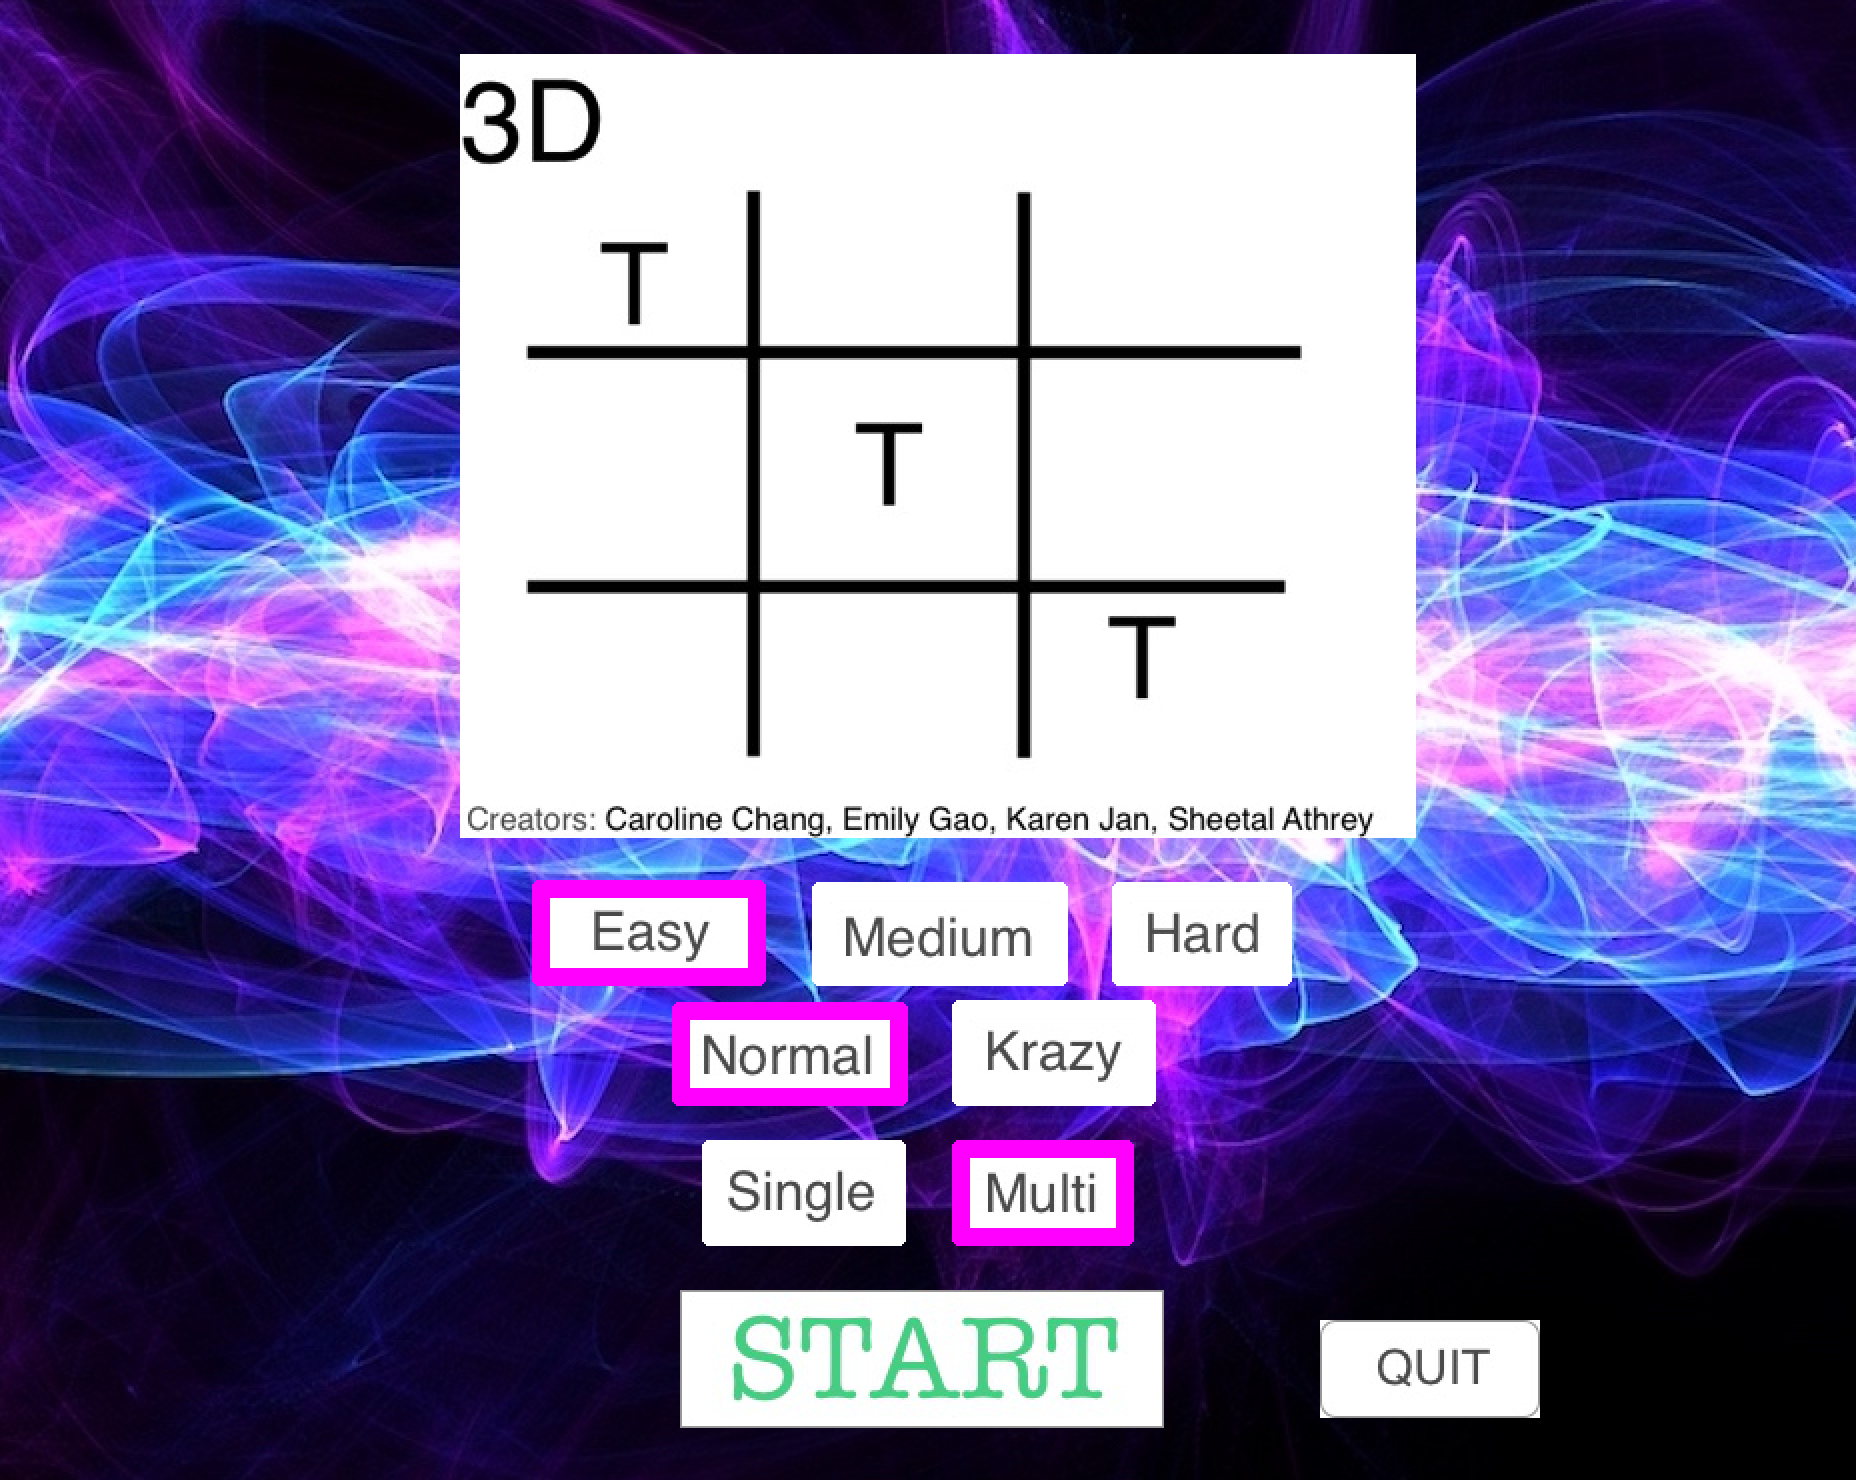 3D
T
T
T
Creators: Caroline Chang, Emily Gao, Karen Jan, Sheetal Athrey
Easy Medium Hard
Normal Krazy
Single Multi
START QUIT